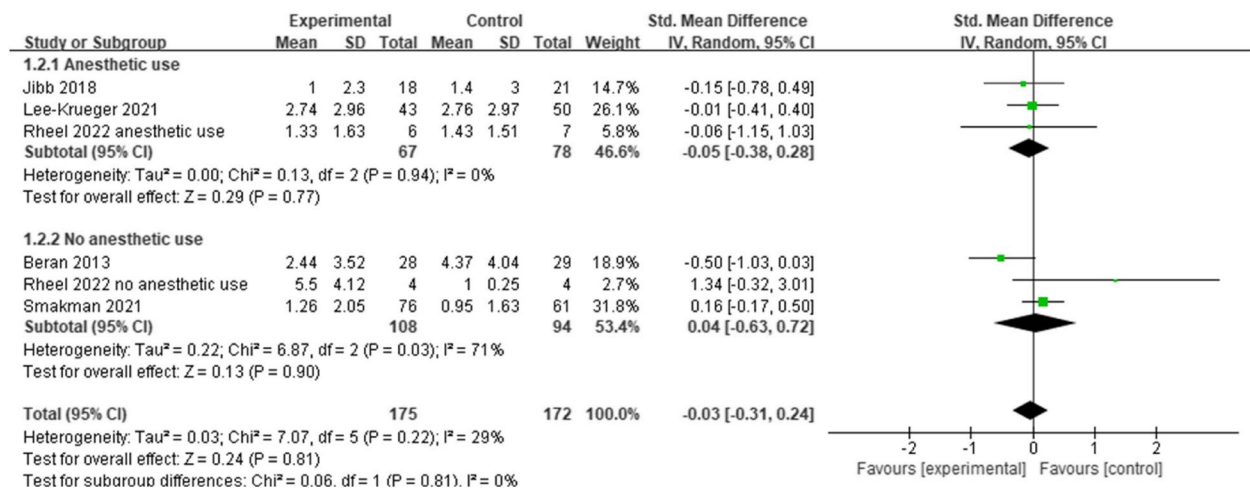 Experimental Control Std. Mean Difference Std. Mean Difference
Study or Subgroup Mean SD Total Mean SD Total Weight IV, Random, 95% CI IV, Random, 95% CI
1.2.1 Anesthetic use
Jibb 2018 1 2.3 18 1.4 3 21 14.7% -0.15 [-0.78, 0.49]
Lee-Krueger 2021 2.74 2.96 43 2.76 2.97 50 26.1% -0.01 [-0.41, 0.40]
Rheel 2022 anesthetic use 1.33 1.63 6 1.43 1.51 7 5.8% -0.06 [-1.15, 1.03]
Subtotal (95% CI) 67 78 46.6% -0.05 [-0.38, 0.28]
Heterogeneity: Tau² = 0.00; Chi² = 0.13, df = 2 (P = 0.94); I² = 0%
Test for overall effect: Z = 0.29 (P = 0.77)
1.2.2 No anesthetic use
Beran 2013 2.44 3.52 28 4.37 4.04 29 18.9% -0.50 [-1.03, 0.03]
Rheel 2022 no anesthetic use 5.5 4.12 4 1 0.25 4 2.7% 1.34 [-0.32, 3.01]
Smakman 2021 1.26 2.05 76 0.95 1.63 61 31.8% 0.16 [-0.17, 0.50]
Subtotal (95% CI) 108 94 53.4% 0.04 [-0.63, 0.72]
Heterogeneity: Tau² = 0.22; Chi² = 6.87, df = 2 (P = 0.03); I² = 71%
Test for overall effect: Z = 0.13 (P = 0.90)
Total (95% CI) 175 172 100.0% -0.03 [-0.31, 0.24]
Heterogeneity: Tau² = 0.03; Chi² = 7.07, df = 5 (P = 0.22); I² = 29%
Test for overall effect: Z = 0.24 (P = 0.81)
Test for subgroup differences: Chi² = 0.06, df = 1 (P = 0.81), I² = 0%
-2 -1 0 1 2
Favours [experimental] Favours [control]